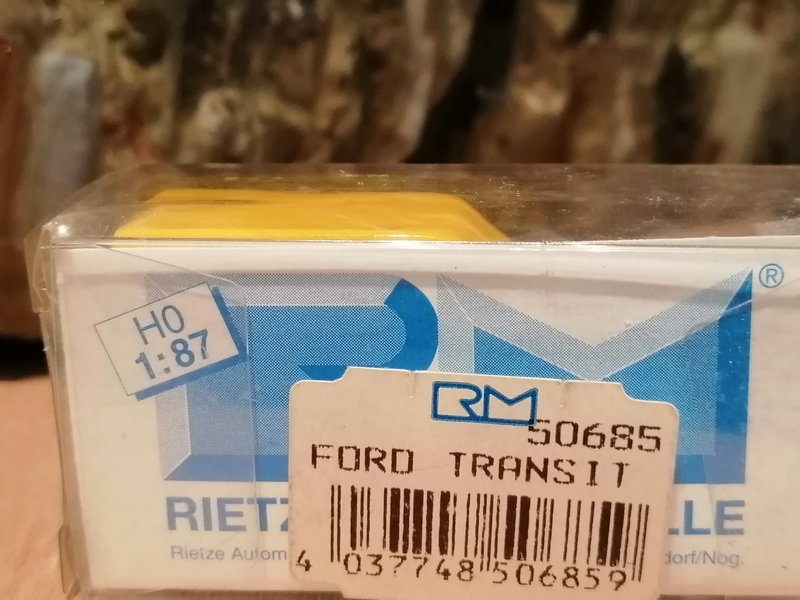 ®
H0
1:87
RM
50685
FORD TRANSIT
RIETZ LLE
Rietze Autom dorf/Nog.
4 037748 506859